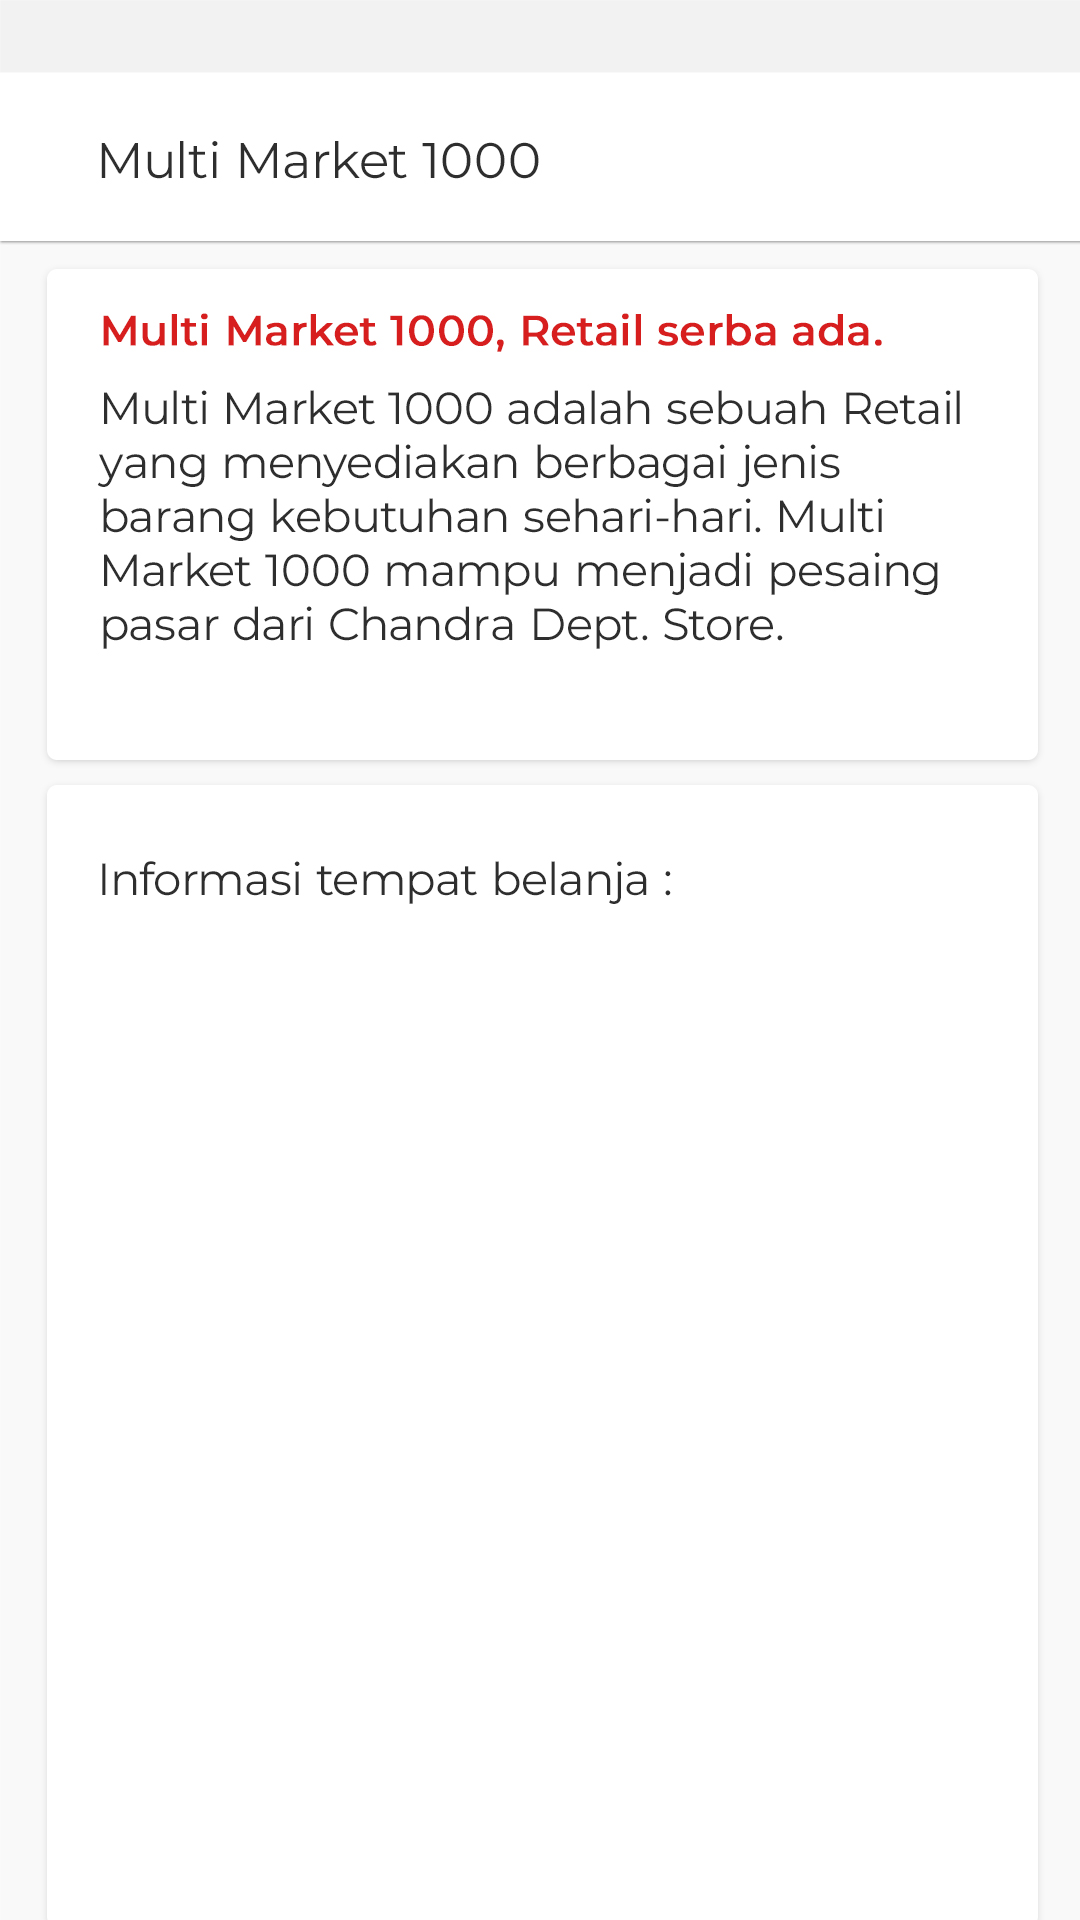 Multi Market 1000
Multi Market 1000, Retail serba ada.
Multi Market 1000 adalah sebuah Retail
yang menyediakan berbagai jenis
barang kebutuhan sehari-hari. Multi
Market 1000 mampu menjadi pesaing
pasar dari Chandra Dept. Store.
Informasi tempat belanja :